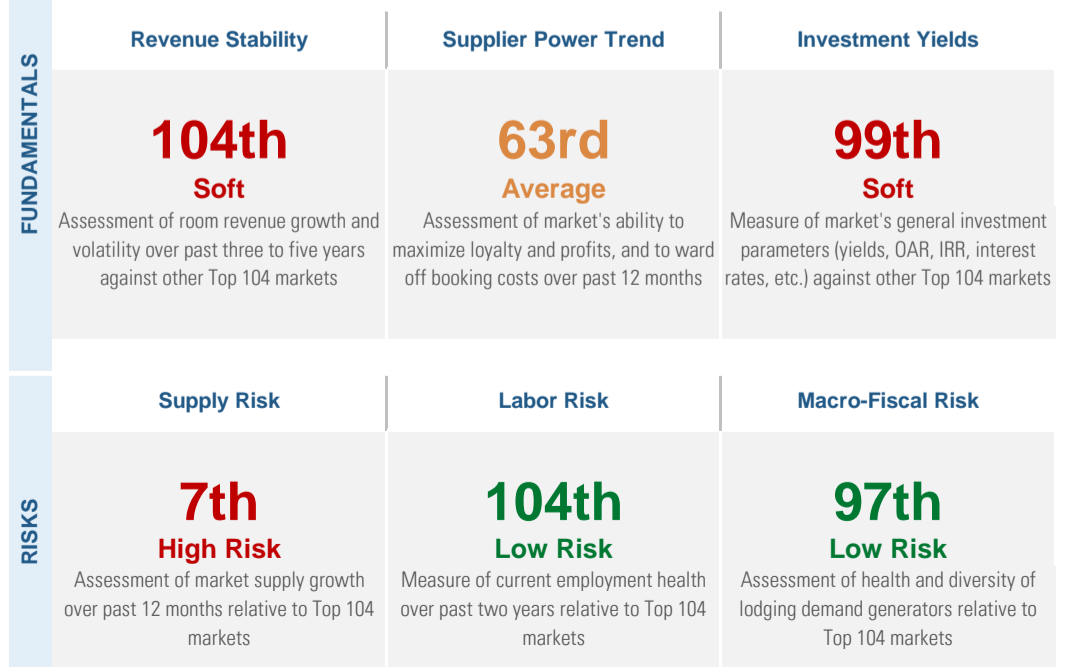 FUNDAMENTALS
Revenue Stability
104th
Soft
Assessment of room revenue growth and
volatility over past three to five years
against other Top 104 markets
Supplier Power Trend
63rd
Average
Assessment of market's ability to
maximize loyalty and profits, and to ward
off booking costs over past 12 months
Investment Yields
99th
Soft
Measure of market's general investment
parameters (yields, OAR, IRR, interest
rates, etc.) against other Top 104 markets
RISKS
Supply Risk
7th
High Risk
Assessment of market supply growth
over past 12 months relative to Top 104
markets
Labor Risk
104th
Low Risk
Measure of current employment health
over past two years relative to Top 104
markets
Macro-Fiscal Risk
97th
Low Risk
Assessment of health and diversity of
lodging demand generators relative to
Top 104 markets